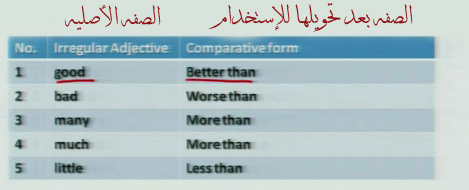 الصفه الأصليه الصفه بعد تحويلها للإستخدام
No. Irregular Adjective Comparative form
1 good Better than
2 bad Worse than
3 many More than
4 much More than
5 little Less than